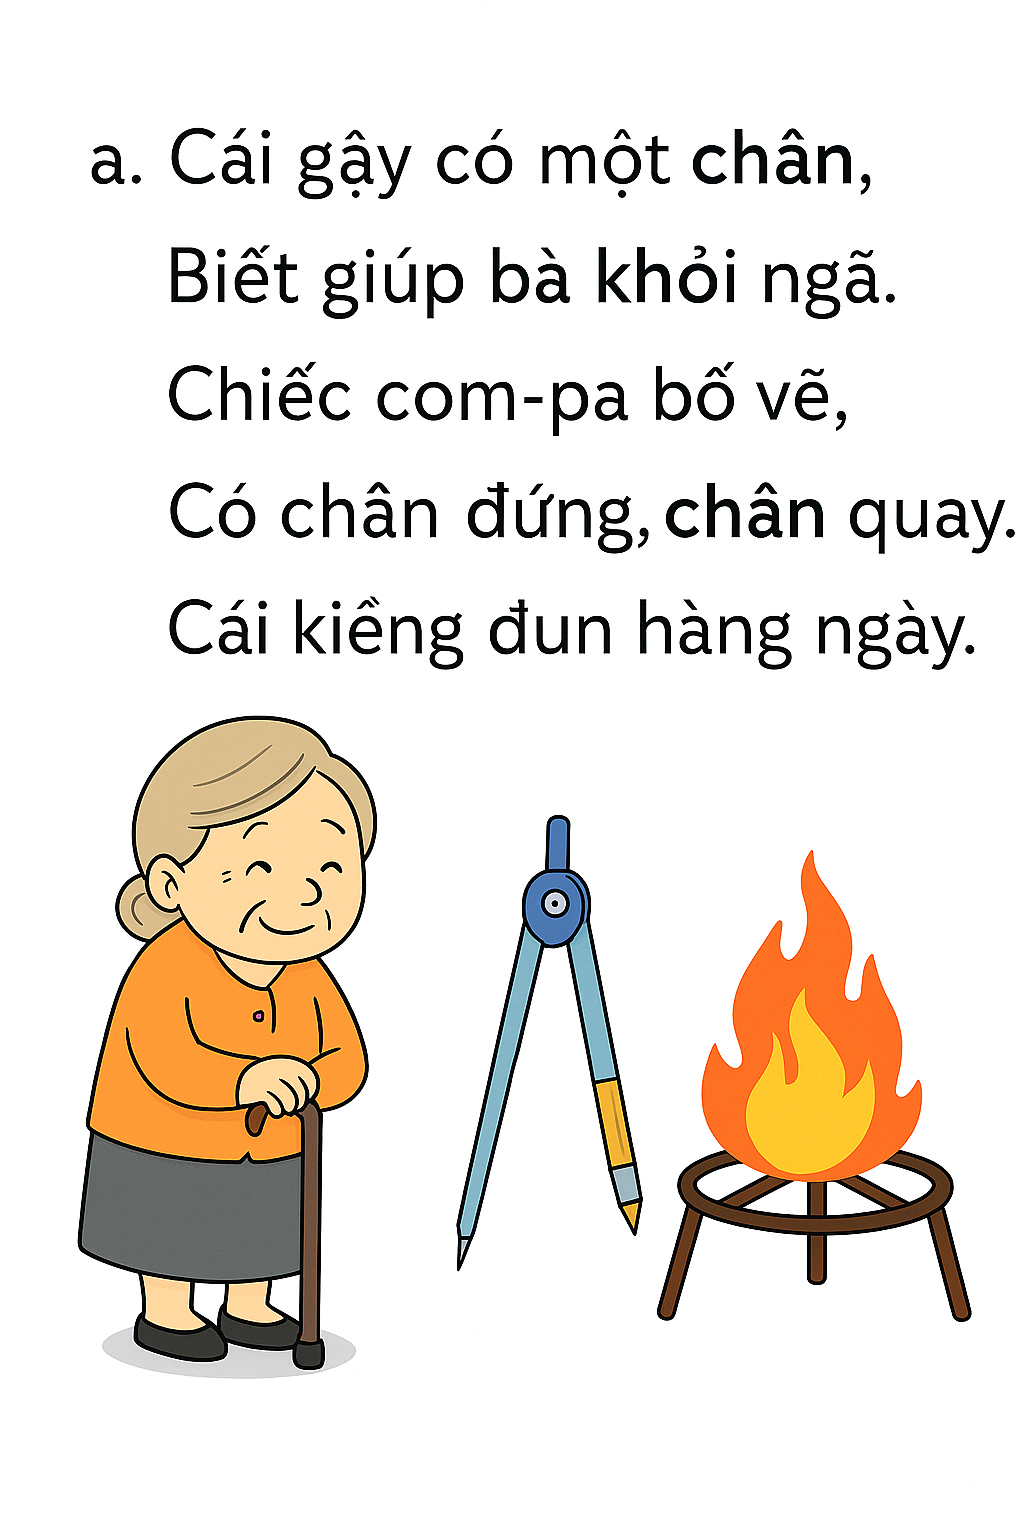 a. Cái gậy có một chân,
Biết giúp bà khỏi ngã.
Chiếc com-pa bố vẽ,
Có chân đứng, chân quay.
Cái kiềng đun hàng ngày.